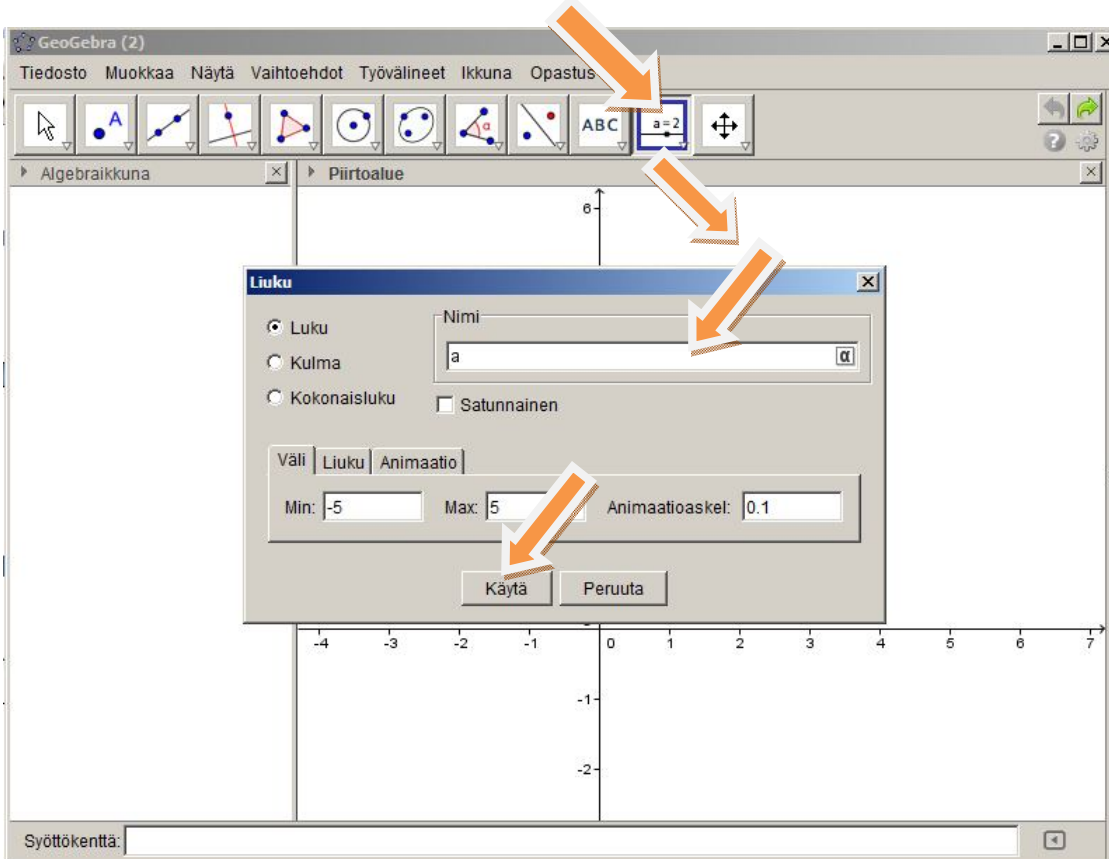 GeoGebra (2)
Tiedosto Muokkaa Näytä Vaihtoehdot Työvälineet Ikkuna Opastus
A α ABC a=2
Algebraikkuna Piirtoalue
6
Liuku
Luku
Kulma
Kokonaisluku
Nimi
a α
Satunnainen
Väli Liuku Animaatio
Min: -5 Max: 5 Animaatioaskel: 0.1
Käytä Peruuta
-4 -3 -2 -1 0 1 2 3 4 5 6 7
-1
-2
Syöttökenttä: